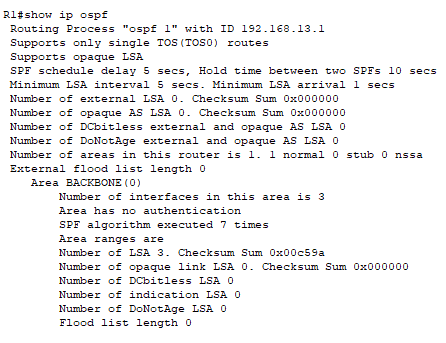 R1#show ip ospf
Routing Process "ospf 1" with ID 192.168.13.1
Supports only single TOS(TOS0) routes
Supports opaque LSA
SPF schedule delay 5 secs, Hold time between two SPFs 10 secs
Minimum LSA interval 5 secs. Minimum LSA arrival 1 secs
Number of external LSA 0. Checksum Sum 0x000000
Number of opaque AS LSA 0. Checksum Sum 0x000000
Number of DCbitless external and opaque AS LSA 0
Number of DoNotAge external and opaque AS LSA 0
Number of areas in this router is 1. 1 normal 0 stub 0 nssa
External flood list length 0
Area BACKBONE(0)
Number of interfaces in this area is 3
Area has no authentication
SPF algorithm executed 7 times
Area ranges are
Number of LSA 3. Checksum Sum 0x00c59a
Number of opaque link LSA 0. Checksum Sum 0x000000
Number of DCbitless LSA 0
Number of indication LSA 0
Number of DoNotAge LSA 0
Flood list length 0